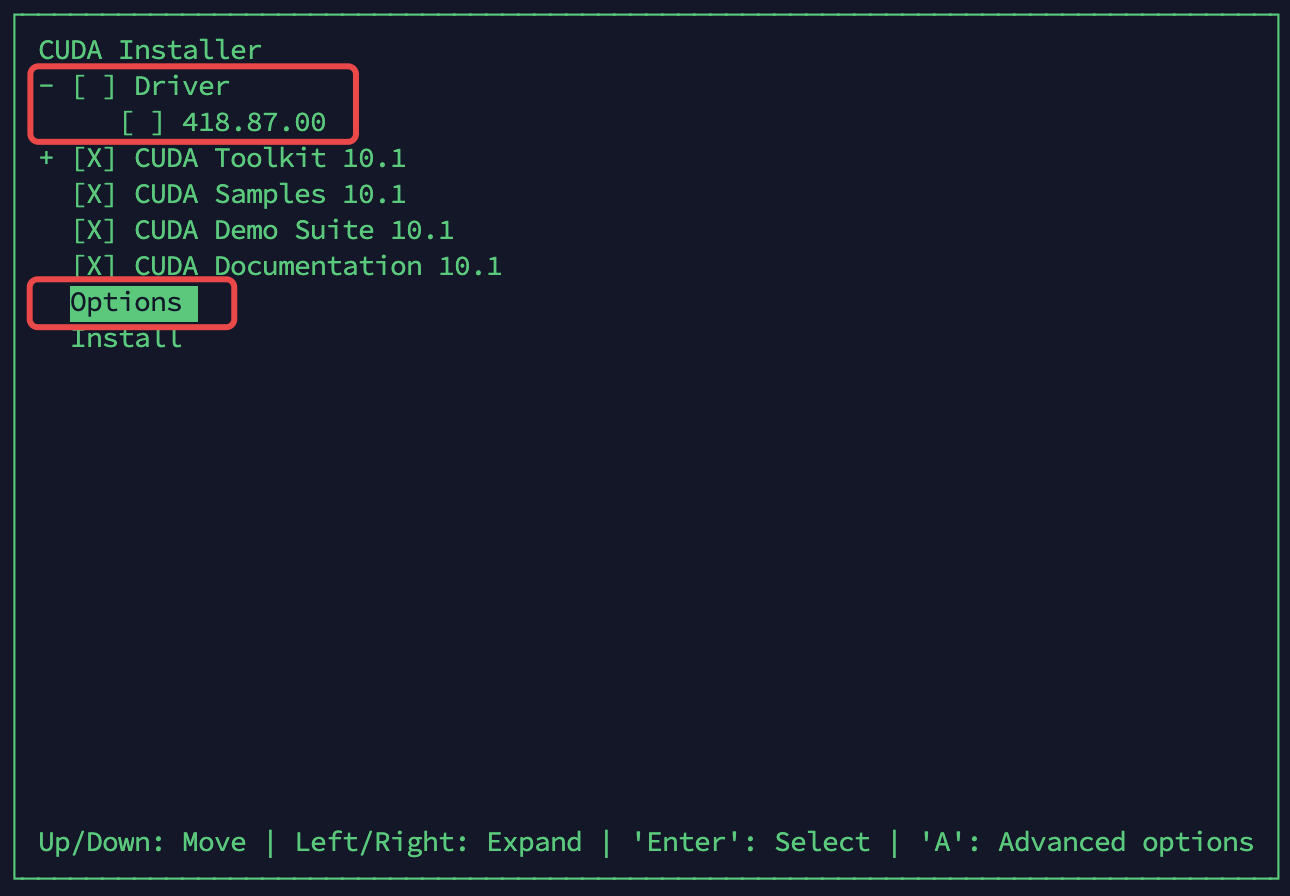 CUDA Installer
- [ ] Driver
[ ] 418.87.00
+ [X] CUDA Toolkit 10.1
[X] CUDA Samples 10.1
[X] CUDA Demo Suite 10.1
[X] CUDA Documentation 10.1
Options
Install
Up/Down: Move | Left/Right: Expand | 'Enter': Select | 'A': Advanced options